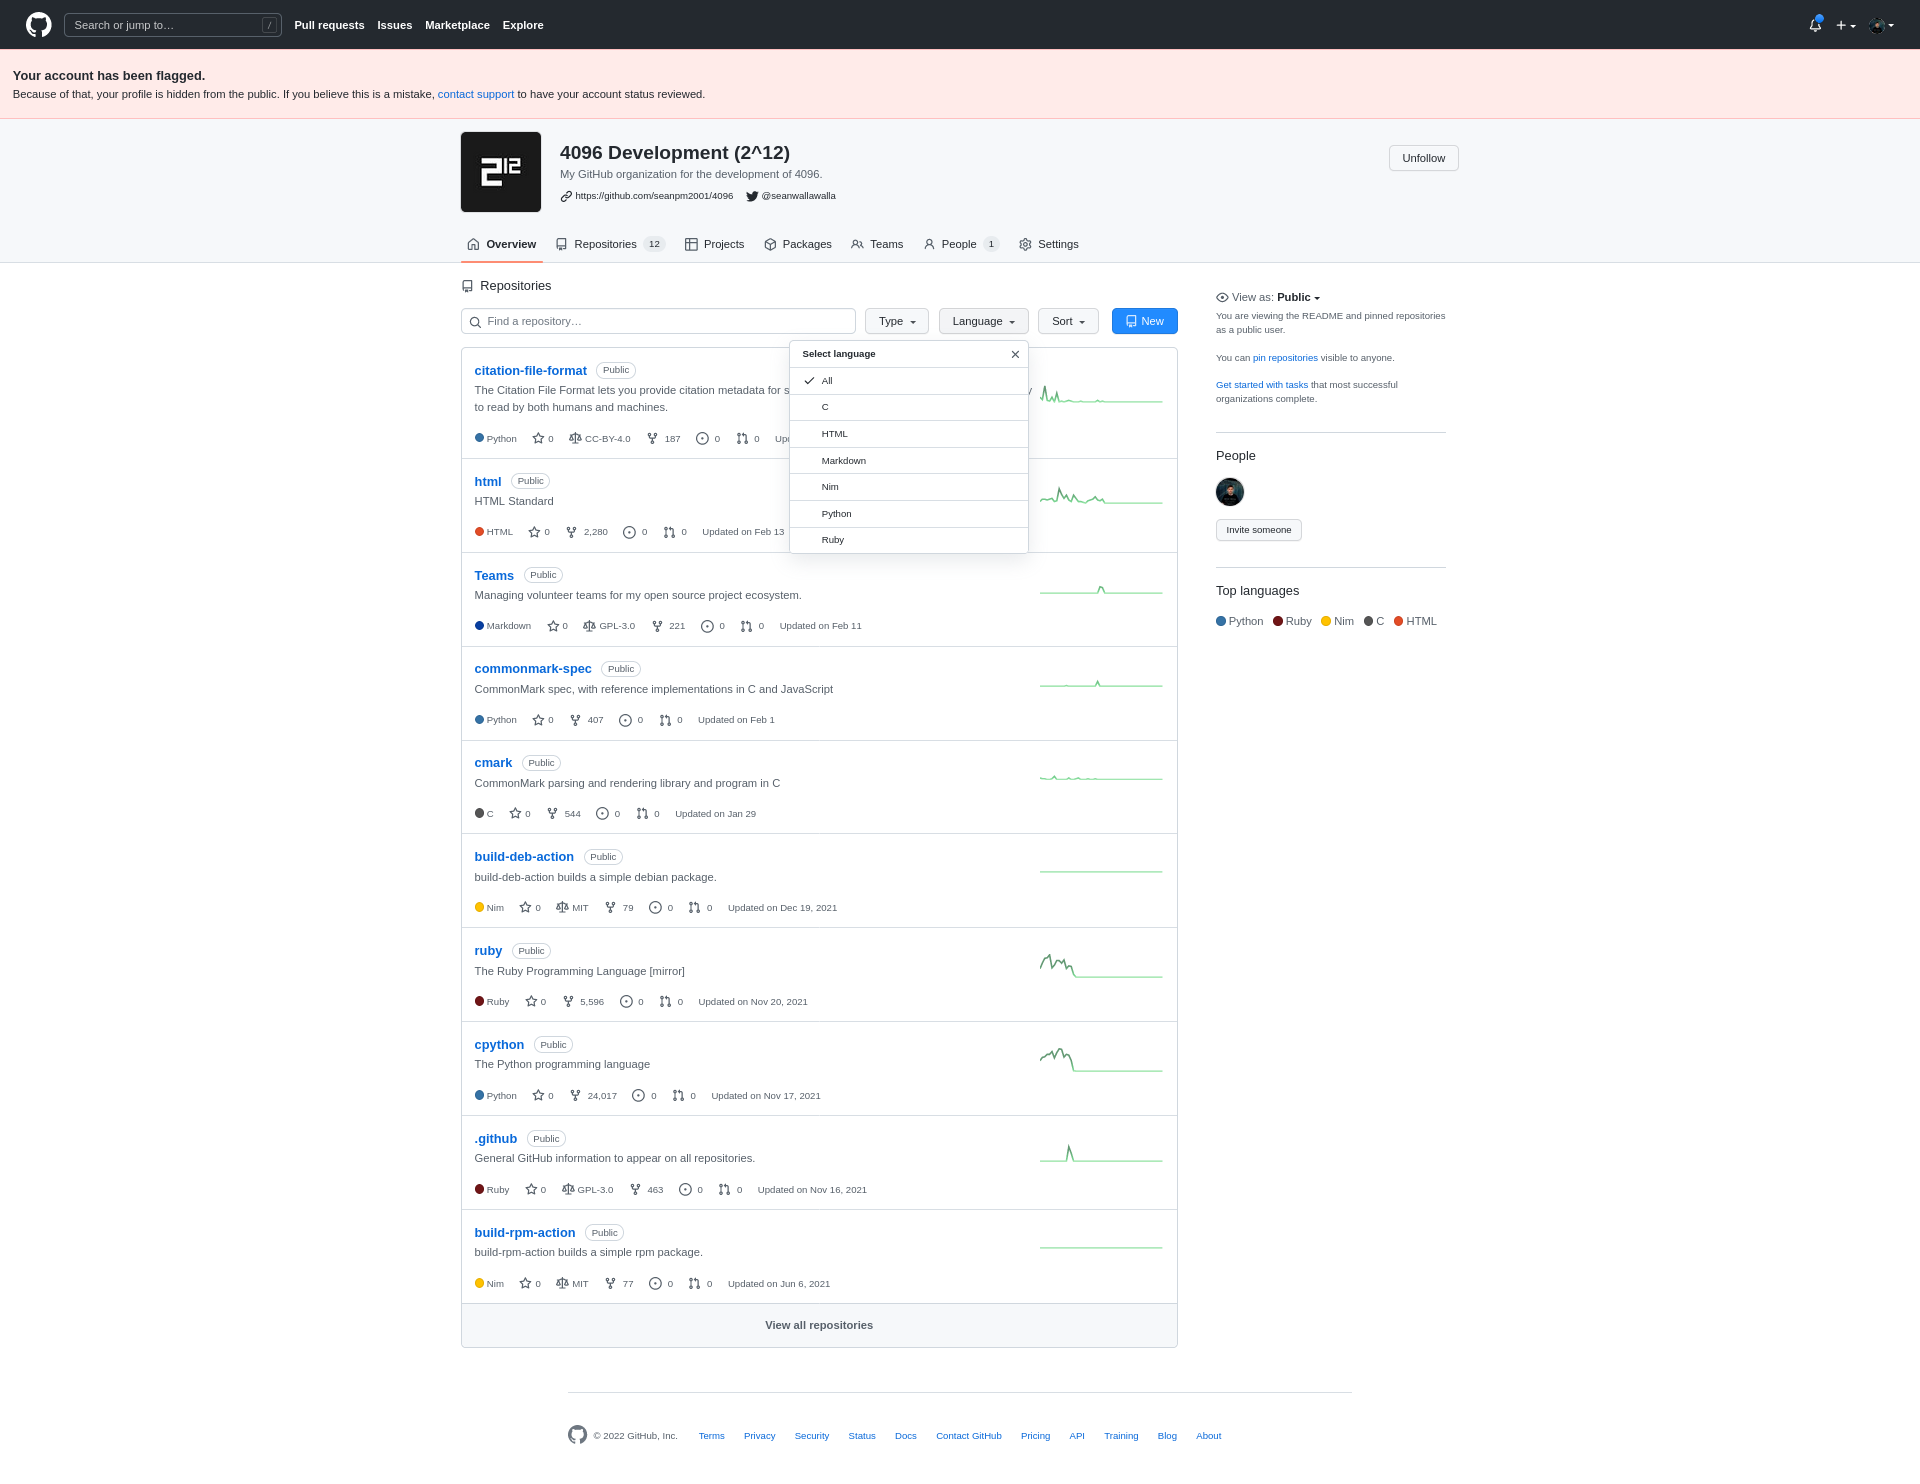 Search or jump to… /
Pull requests Issues Marketplace Explore
Your account has been flagged.
Because of that, your profile is hidden from the public. If you believe this is a mistake, contact support to have your account status reviewed.
2 12
4096 Development (2^12)
My GitHub organization for the development of 4096.
https://github.com/seanpm2001/4096 @seanwallawalla
Unfollow
Overview Repositories 12 Projects Packages Teams People 1 Settings
Repositories
Find a repository…
Type Language Sort New
Select language
All
C
HTML
Markdown
Nim
Python
Ruby
citation-file-format Public
The Citation File Format lets you provide citation metadata for
to read by both humans and machines.
Python 0 CC-BY-4.0 187 0 0
html Public
HTML Standard
HTML 0 2,280 0 0 Updated on Feb 13
Teams Public
Managing volunteer teams for my open source project ecosystem.
Markdown 0 GPL-3.0 221 0 0 Updated on Feb 11
commonmark-spec Public
CommonMark spec, with reference implementations in C and JavaScript
Python 0 407 0 0 Updated on Feb 1
cmark Public
CommonMark parsing and rendering library and program in C
C 0 544 0 0 Updated on Jan 29
build-deb-action Public
build-deb-action builds a simple debian package.
Nim 0 MIT 79 0 0 Updated on Dec 19, 2021
ruby Public
The Ruby Programming Language [mirror]
Ruby 0 5,596 0 0 Updated on Nov 20, 2021
cpython Public
The Python programming language
Python 0 24,017 0 0 Updated on Nov 17, 2021
.github Public
General GitHub information to appear on all repositories.
Ruby 0 GPL-3.0 463 0 0 Updated on Nov 16, 2021
build-rpm-action Public
build-rpm-action builds a simple rpm package.
Nim 0 MIT 77 0 0 Updated on Jun 6, 2021
View all repositories
View as: Public
You are viewing the README and pinned repositories
as a public user.
You can pin repositories visible to anyone.
Get started with tasks that most successful
organizations complete.
People
Invite someone
Top languages
Python Ruby Nim C HTML
© 2022 GitHub, Inc. Terms Privacy Security Status Docs Contact GitHub Pricing API Training Blog About